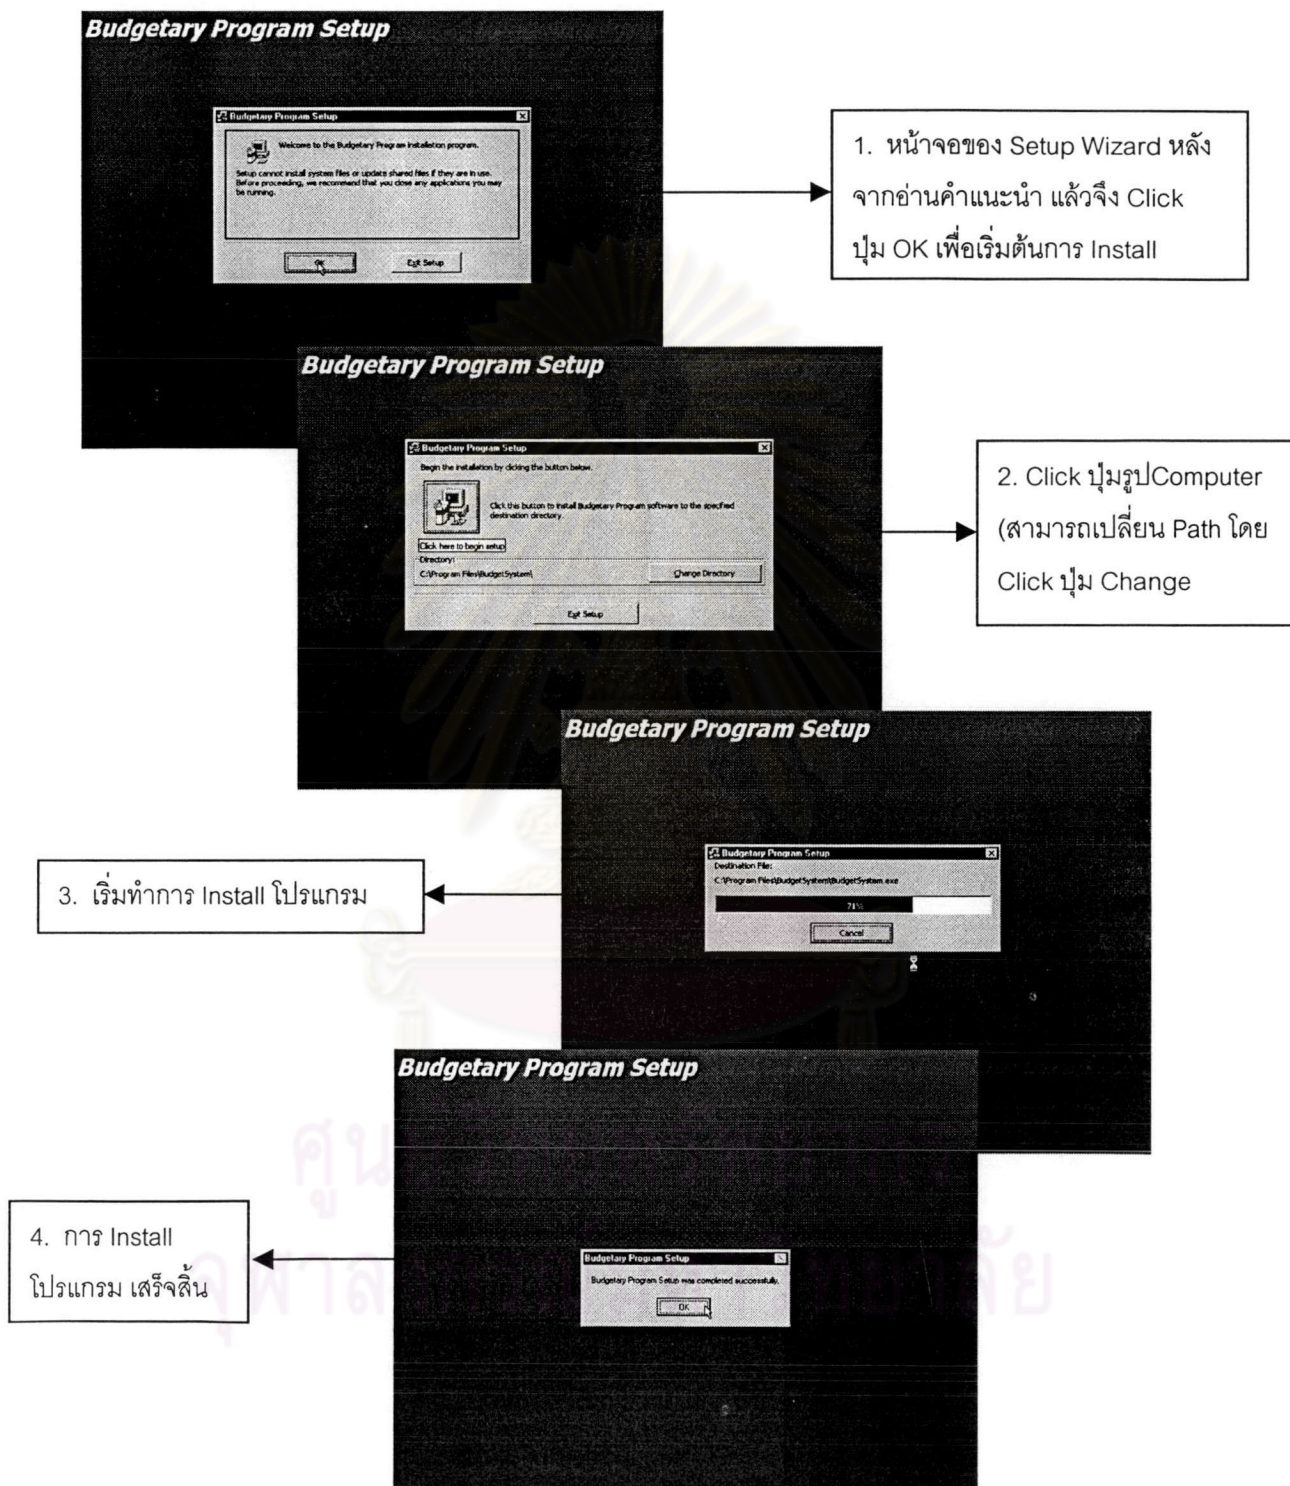 Budgetary Program Setup
Budgetary Program Setup
Welcome to the Budgetary Program installation program.
Setup cannot install system files or update shared files if they are in use.
Before proceeding, we recommend that you close any applications you may
be running.
OK
Exit Setup
1. หน้าจอของ Setup Wizard หลัง
จากอ่านคำแนะนำ แล้วจึง Click
ปุ่ม OK เพื่อเริ่มต้นการ Install
Budgetary Program Setup
Budgetary Program Setup
Begin the installation by clicking the button below.
Click this button to install Budgetary Program software to the specified
destination directory.
Click here to begin setup
Directory:
C:\Program Files\BudgetSystem\
Change Directory
Exit Setup
2. Click ปุ่มรูปComputer
(สามารถเปลี่ยน Path โดย
Click ปุ่ม Change
Budgetary Program Setup
Budgetary Program Setup
Destination File:
C:\Program Files\BudgetSystem\BudgetSystem.exe
71%
Cancel
3. เริ่มทำการ Install โปรแกรม
Budgetary Program Setup
Budgetary Program Setup
Budgetary Program Setup was completed successfully.
OK
4. การ Install
โปรแกรม เสร็จสิ้น